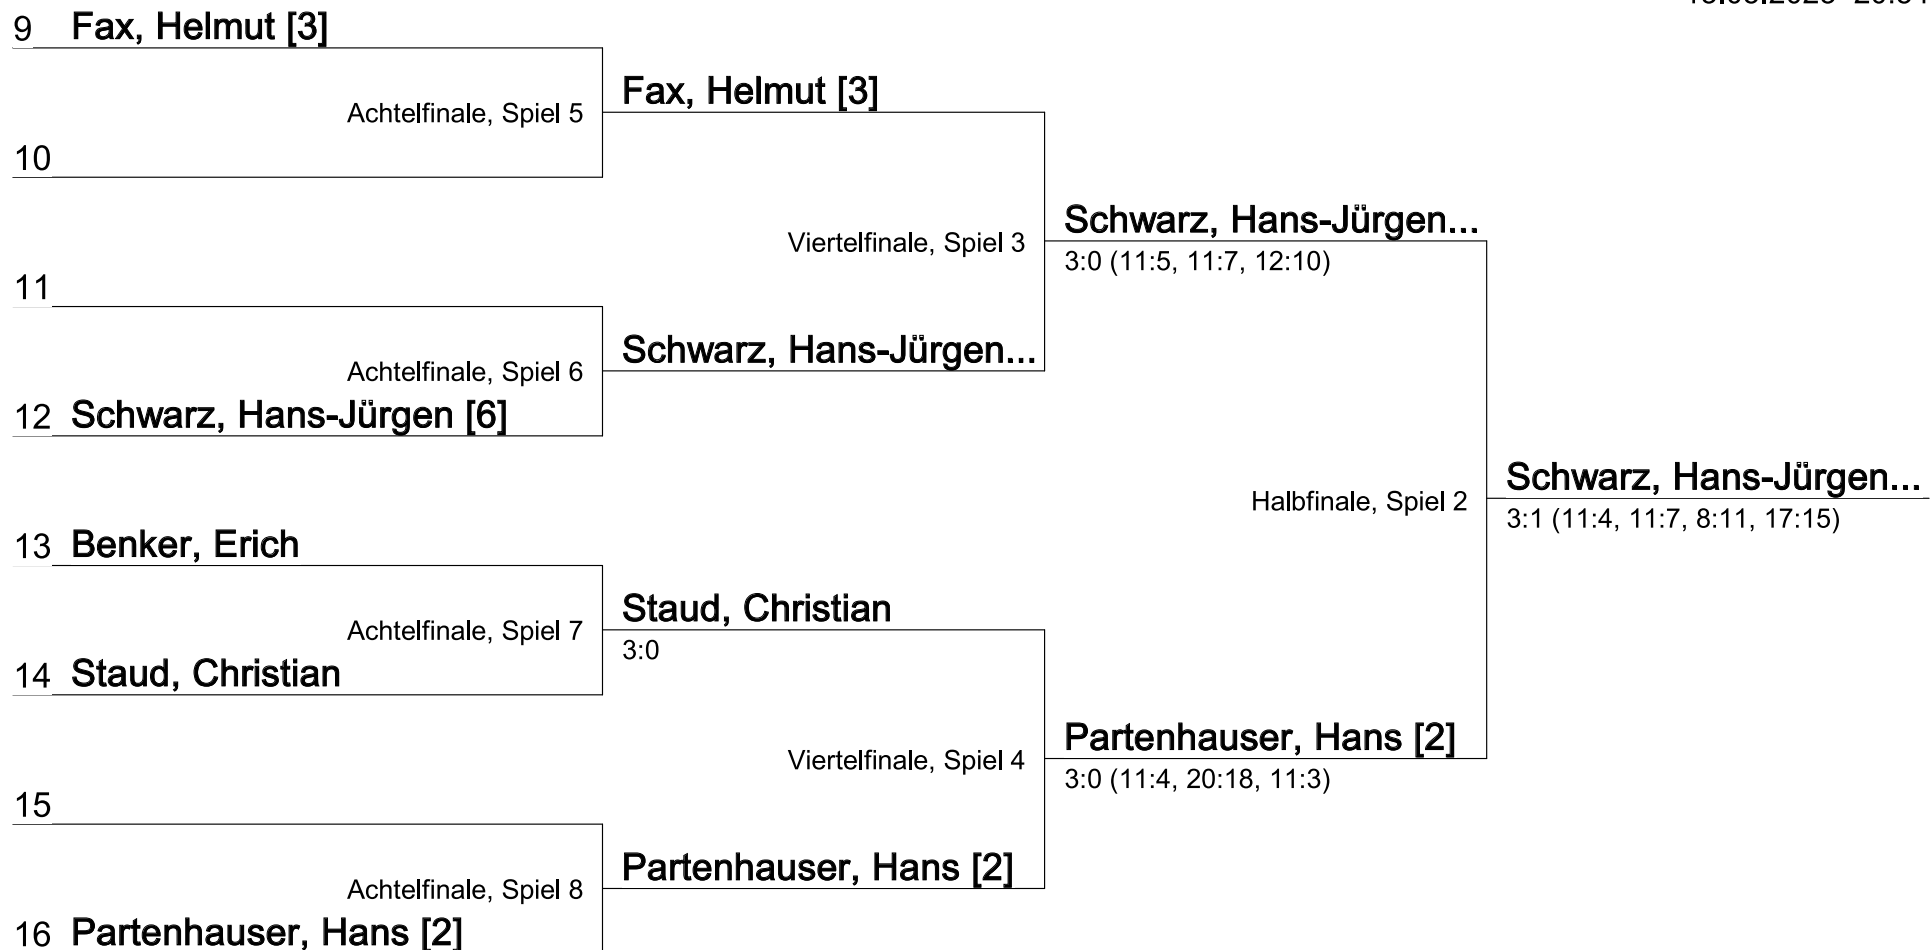 9 Fax, Helmut [3]
Fax, Helmut [3]
Achtelfinale, Spiel 5
10
Schwarz, Hans-Jürgen...
Viertelfinale, Spiel 3
3:0 (11:5, 11:7, 12:10)
11
Schwarz, Hans-Jürgen...
Achtelfinale, Spiel 6
12 Schwarz, Hans-Jürgen [6]
Schwarz, Hans-Jürgen...
Halbfinale, Spiel 2
3:1 (11:4, 11:7, 8:11, 17:15)
13 Benker, Erich
Staud, Christian
Achtelfinale, Spiel 7
3:0
14 Staud, Christian
Partenhauser, Hans [2]
Viertelfinale, Spiel 4
3:0 (11:4, 20:18, 11:3)
15
Partenhauser, Hans [2]
Achtelfinale, Spiel 8
16 Partenhauser, Hans [2]